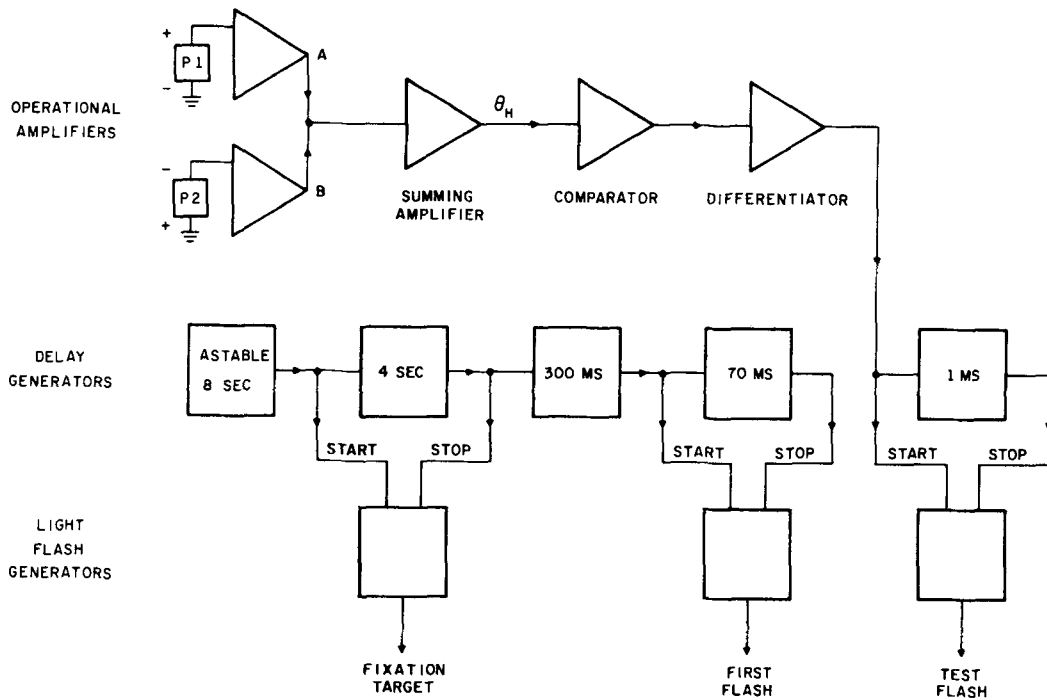 +
P1
-
A
OPERATIONAL
AMPLIFIERS
-
P2
+
B
θH
SUMMING
AMPLIFIER
COMPARATOR
DIFFERENTIATOR
DELAY
GENERATORS
ASTABLE
8 SEC
4 SEC
300 MS
70 MS
1 MS
START
STOP
START
STOP
START
STOP
LIGHT
FLASH
GENERATORS
FIXATION
TARGET
FIRST
FLASH
TEST
FLASH